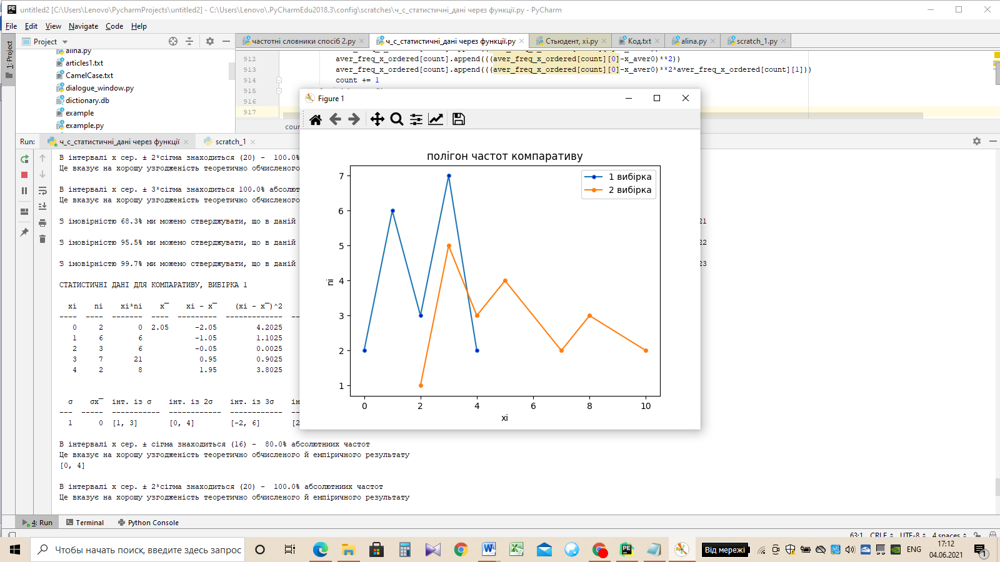 untitled2 [C:\Users\Lenovo\PycharmProjects\untitled2] - C:\Users\Lenovo\.PyCharmEdu2018.3\config\scratches\ч_с_статистичні_дані через функції.py - PyCharm
File Edit View Navigate Code Help
1: Project
Project
частотні словники спосіб 2.py
ч_с_статистичні_дані через функції.py
Стьюдент, хі.py
Код.txt
alina.py
scratch_1.py
alina.py
articles1.txt
CamelCase.txt
dialogue_window.py
dictionary.db
example
example.py
912 aver_freq_x_ordered[count].append(((aver_freq_x_ordered[count][0]-x_aver0)**2))
913 aver_freq_x_ordered[count].append(((aver_freq_x_ordered[count][0]-x_aver0)**2*aver_freq_x_ordered[count][1]))
914 count += 1
915
916
917
cour
Run: ч_с_статистичні_дані через функції scratch_1
В інтервалі х сер. ± 2*сігма знаходиться (20) - 100.0%
Це вказує на хорошу узгодженість теоретично обчисленого
В інтервалі х сер. ± 3*сігма знаходиться 100.0% абсолют
Це вказує на хорошу узгодженість теоретично обчисленого
З імовірністю 68.3% ми можемо стверджувати, що в даній 21
З імовірністю 95.5% ми можемо стверджувати, що в даній 22
З імовірністю 99.7% ми можемо стверджувати, що в даній 23
СТАТИСТИЧНІ ДАНІ ДЛЯ КОМПАРАТИВУ, ВИБІРКА 1
xi ni xi*ni x¯ xi - x¯ (xi - x¯)^2
---- ---- ------- ---- --------- ------------- --
0 2 0 2.05 -2.05 4.2025
1 6 6 -1.05 1.1025
2 3 6 -0.05 0.0025
3 7 21 0.95 0.9025
4 2 8 1.95 3.8025
σ σx¯ інт. із σ інт. із 2σ інт. із 3σ ін
--- ----- ----------- ------------ ------------ --
1 0 [1, 3] [0, 4] [-2, 6] [2
В інтервалі х сер. ± сігма знаходиться (16) - 80.0% абсолютниих частот
Це вказує на хорошу узгодженість теоретично обчисленого й емпіричного результату
[0, 4]
В інтервалі х сер. ± 2*сігма знаходиться (20) - 100.0% абсолютниих частот
Це вказує на хорошу узгодженість теоретично обчисленого й емпіричного результату
Figure 1
полігон частот компаративу
1 вибірка
2 вибірка
ni
7
6
5
4
3
2
1
0 2 4 6 8 10
xi
4: Run Terminal Python Console
63:1 CRLF UTF-8 4 spaces
Чтобы начать поиск, введите здесь запрос
Від мережі
ENG
17:12
04.06.2021
1